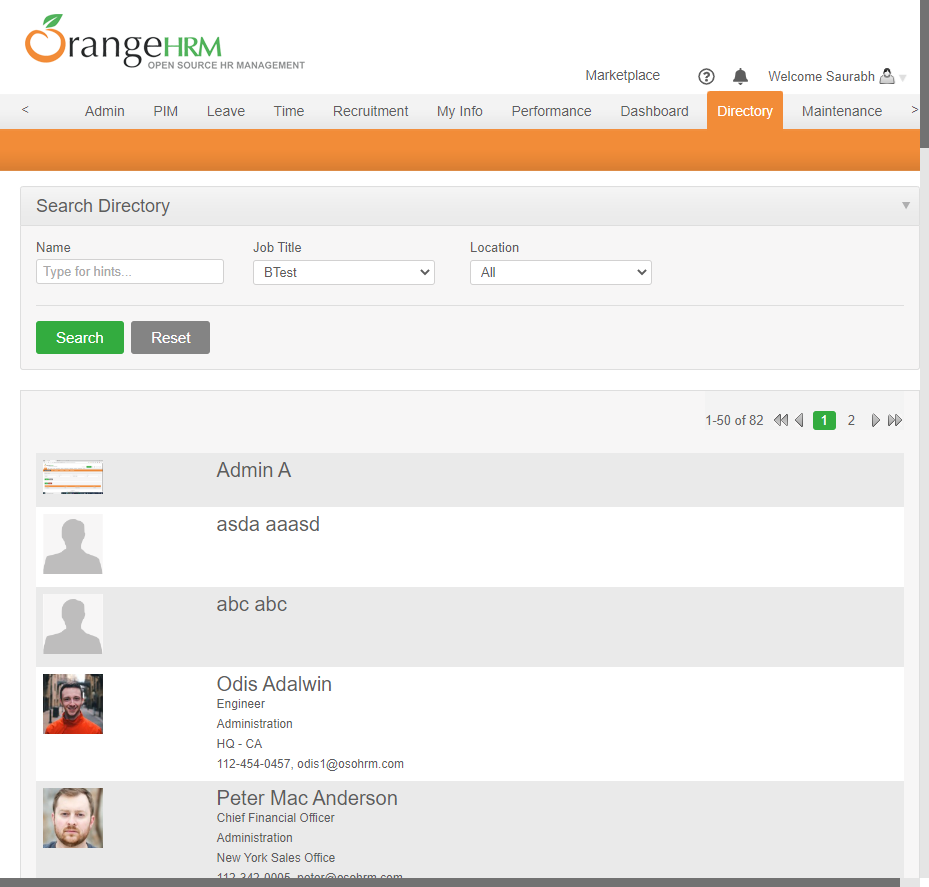 rangeHRM
OPEN SOURCE HR MANAGEMENT
Marketplace ? Welcome Saurabh
< Admin PIM Leave Time Recruitment My Info Performance Dashboard Directory Maintenance >
Search Directory
Name Job Title Location
Type for hints... BTest All
Search Reset
1-50 of 82 1 2
Admin A
asda aaasd
abc abc
Odis Adalwin
Engineer
Administration
HQ - CA
112-454-0457, odis1@osohrm.com
Peter Mac Anderson
Chief Financial Officer
Administration
New York Sales Office